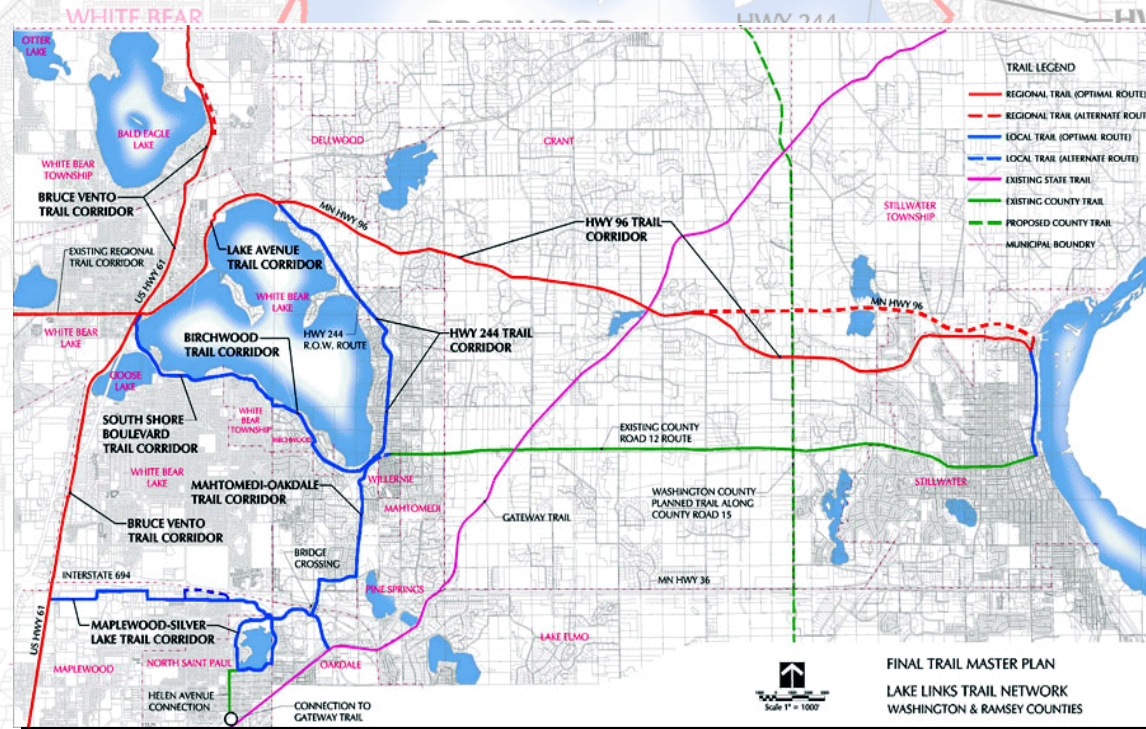 WHITE BEAR
BIRCHWOOD
HWY 244
OTTER
LAKE
BALD EAGLE
LAKE
WHITE BEAR
TOWNSHIP
BRUCE VENTO
TRAIL CORRIDOR
EXISTING REGIONAL
TRAIL CORRIDOR
US HWY 61
WHITE BEAR
LAKE
DELLWOOD
GRANT
MN HWY 96
LAKE AVENUE
TRAIL CORRIDOR
WHITE BEAR
LAKE
HWY 244
R.O.W. ROUTE
BIRCHWOOD
TRAIL CORRIDOR
HWY 244 TRAIL
CORRIDOR
HWY 96 TRAIL
CORRIDOR
STILLWATER
TOWNSHIP
MN HWY 96
GOOSE
LAKE
SOUTH SHORE
BOULEVARD
TRAIL CORRIDOR
WHITE
BEAR
TOWNSHIP
BIRCHWOOD
WHITE BEAR
LAKE
MAHTOMEDI-OAKDALE
TRAIL CORRIDOR
WILLERNIE
MAHTOMEDI
EXISTING COUNTY
ROAD 12 ROUTE
WASHINGTON COUNTY
PLANNED TRAIL ALONG
COUNTY ROAD 15
STILLWATER
GATEWAY TRAIL
BRUCE VENTO
TRAIL CORRIDOR
BRIDGE
CROSSING
INTERSTATE 694
PINE SPRINGS
MN HWY 36
US HWY 61
MAPLEWOOD-SILVER
LAKE TRAIL CORRIDOR
MAPLEWOOD
NORTH SAINT PAUL
OAKDALE
LAKE ELMO
HELEN AVENUE
CONNECTION
CONNECTION TO
GATEWAY TRAIL
TRAIL LEGEND
REGIONAL TRAIL (OPTIMAL ROUTE)
REGIONAL TRAIL (ALTERNATE ROUT
LOCAL TRAIL (OPTIMAL ROUTE)
LOCAL TRAIL (ALTERNATE ROUTE)
EXISTING STATE TRAIL
EXISTING COUNTY TRAIL
PROPOSED COUNTY TRAIL
MUNICIPAL BOUNDRY
Scale 1" = 1000'
FINAL TRAIL MASTER PLAN
LAKE LINKS TRAIL NETWORK
WASHINGTON & RAMSEY COUNTIES